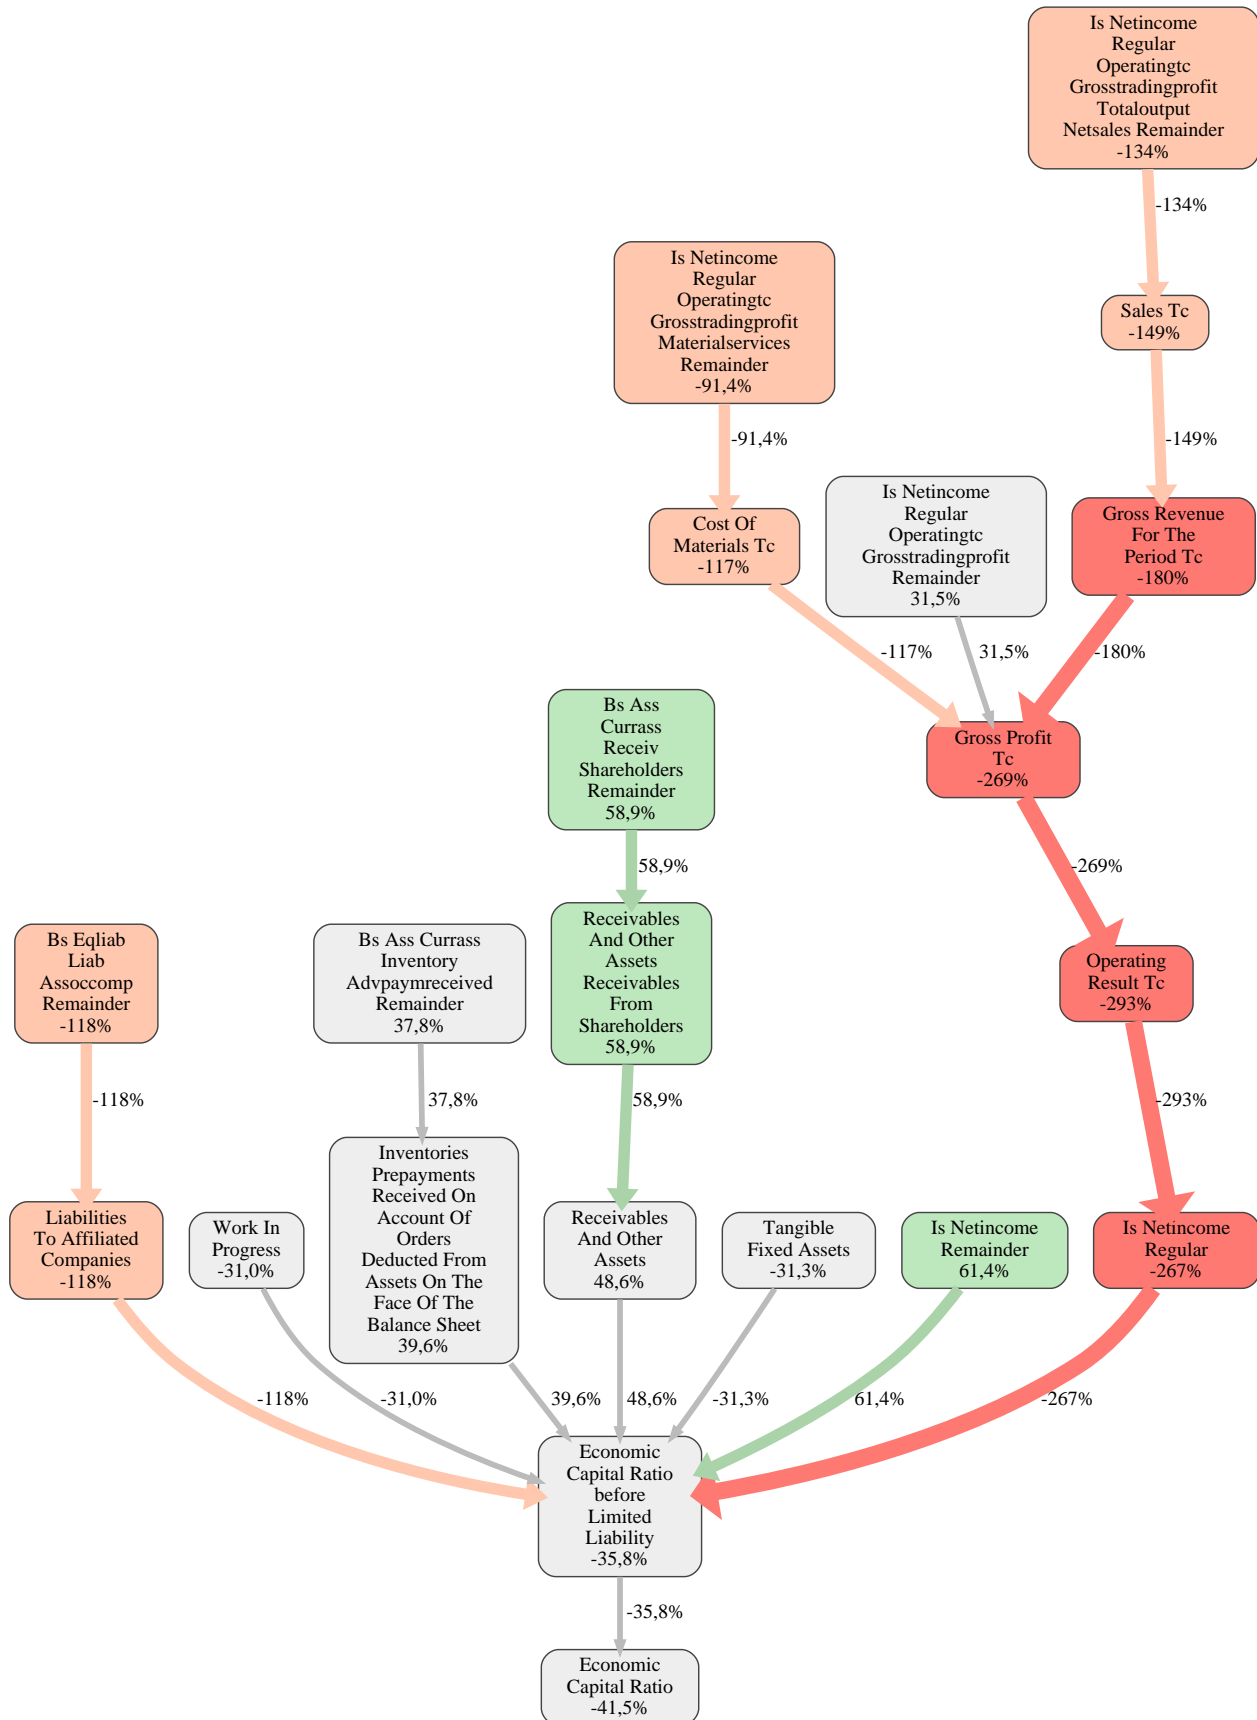 Is Netincome
Regular
Operatingtc
Grosstradingprofit
Totaloutput
Netsales Remainder
-134%
-134%
Is Netincome
Regular
Operatingtc
Grosstradingprofit
Materialservices
Remainder
-91,4%
Sales Tc
-149%
-91,4%
-149%
Is Netincome
Regular
Operatingtc
Grosstradingprofit
Remainder
31,5%
Cost Of
Materials Tc
-117%
Gross Revenue
For The
Period Tc
-180%
-117%
31,5%
-180%
Bs Ass
Currass
Receiv
Shareholders
Remainder
58,9%
Gross Profit
Tc
-269%
58,9%
-269%
Bs Eqliab
Liab
Assoccomp
Remainder
-118%
Bs Ass Currass
Inventory
Advpaymreceived
Remainder
37,8%
Receivables
And Other
Assets
Receivables
From
Shareholders
58,9%
Operating
Result Tc
-293%
-118%
37,8%
58,9%
-293%
Liabilities
To Affiliated
Companies
-118%
Work In
Progress
-31,0%
Inventories
Prepayments
Received On
Account Of
Orders
Deducted From
Assets On The
Face Of The
Balance Sheet
39,6%
Receivables
And Other
Assets
48,6%
Tangible
Fixed Assets
-31,3%
Is Netincome
Remainder
61,4%
Is Netincome
Regular
-267%
-118%
-31,0%
39,6%
48,6%
-31,3%
61,4%
-267%
Economic
Capital Ratio
before
Limited
Liability
-35,8%
-35,8%
Economic
Capital Ratio
-41,5%